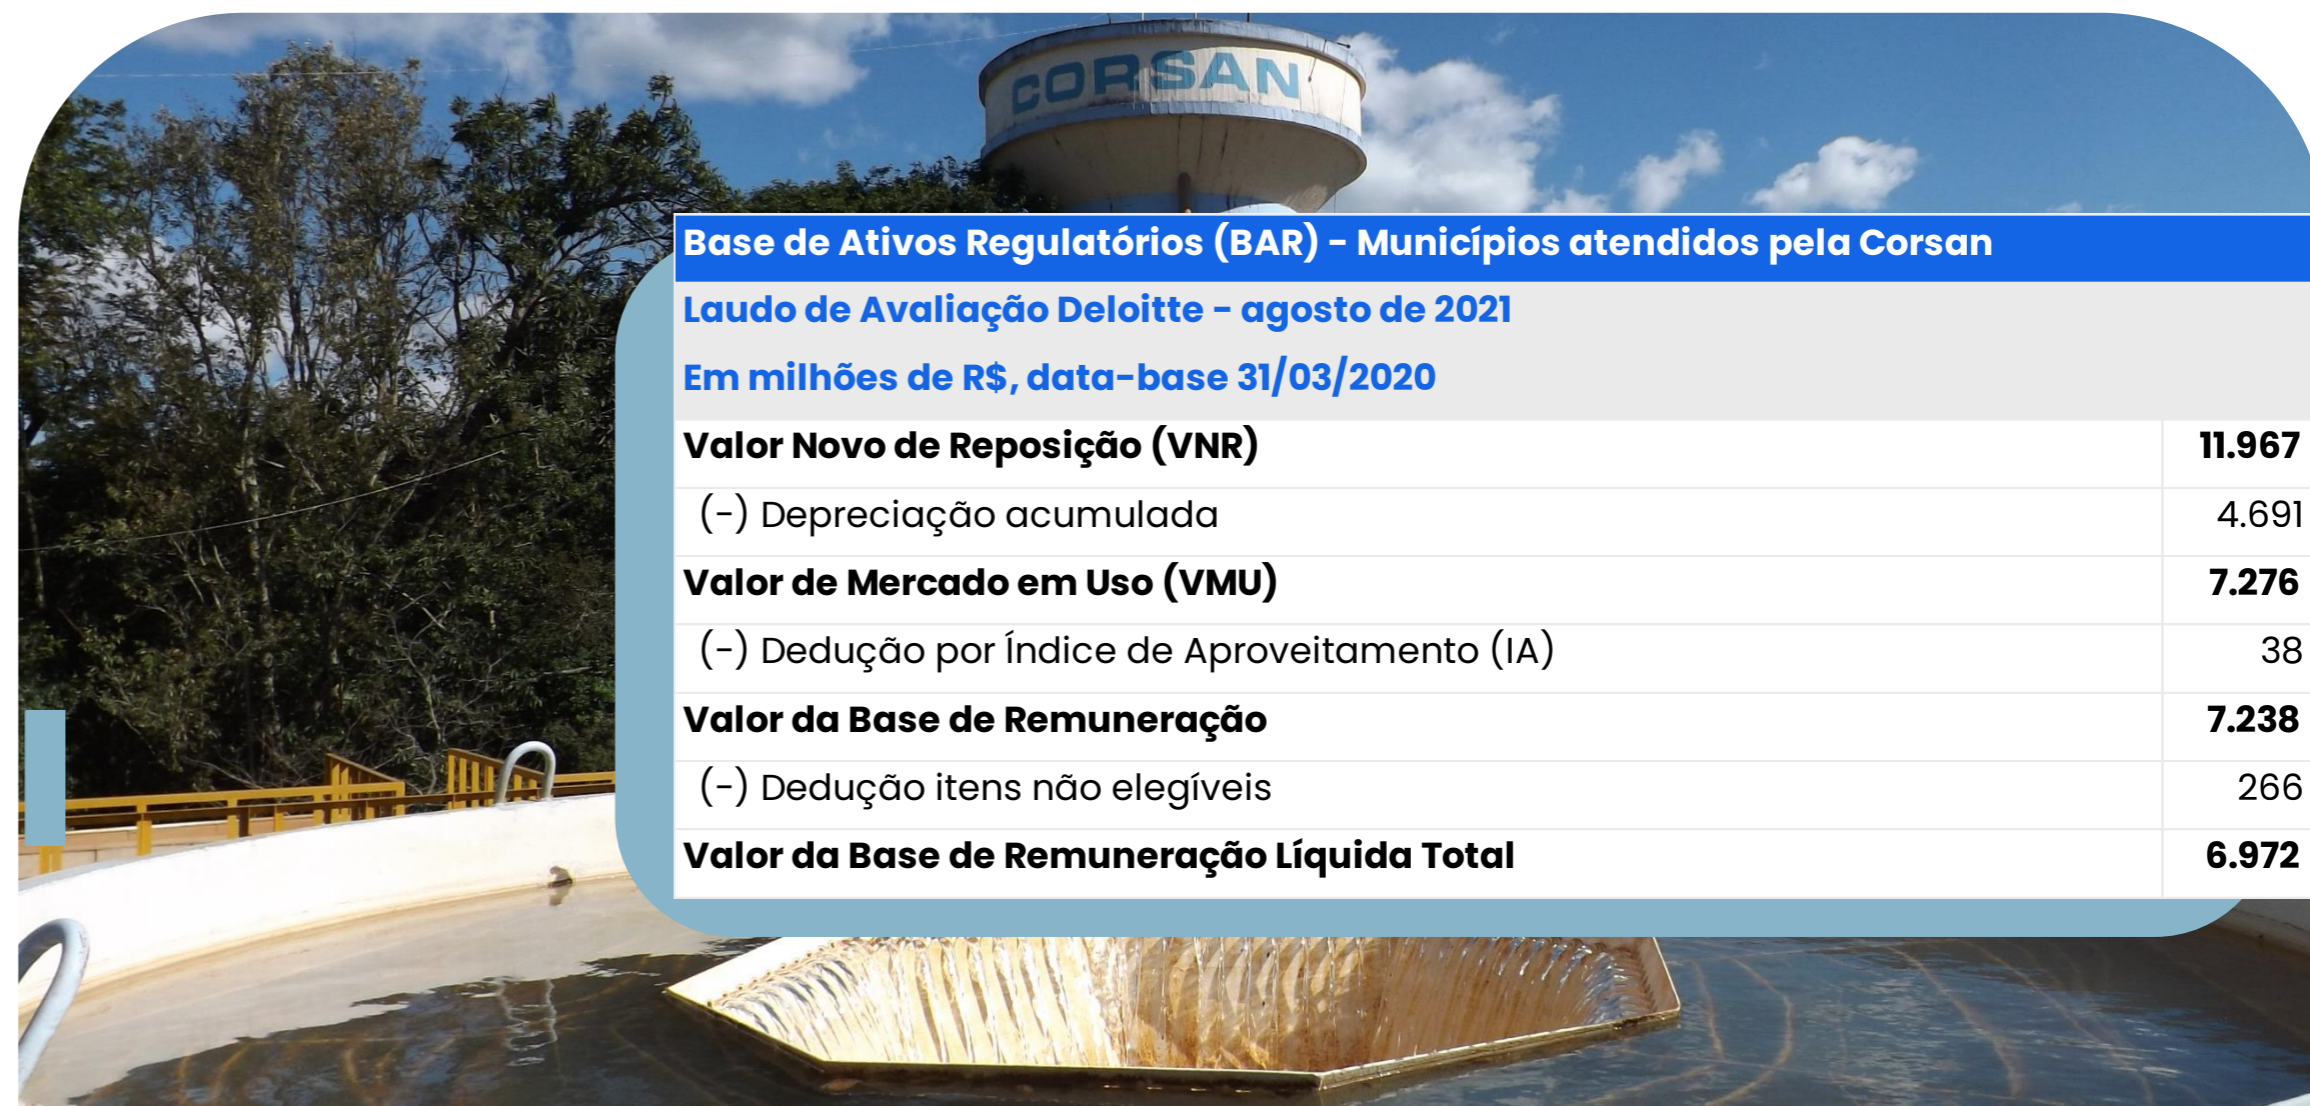 CORSAN
Base de Ativos Regulatórios (BAR) - Municípios atendidos pela Corsan
Laudo de Avaliação Deloitte - agosto de 2021
Em milhões de R$, data-base 31/03/2020
Valor Novo de Reposição (VNR) 11.967
(-) Depreciação acumulada 4.691
Valor de Mercado em Uso (VMU) 7.276
(-) Dedução por Índice de Aproveitamento (IA) 38
Valor da Base de Remuneração 7.238
(-) Dedução itens não elegíveis 266
Valor da Base de Remuneração Líquida Total 6.972